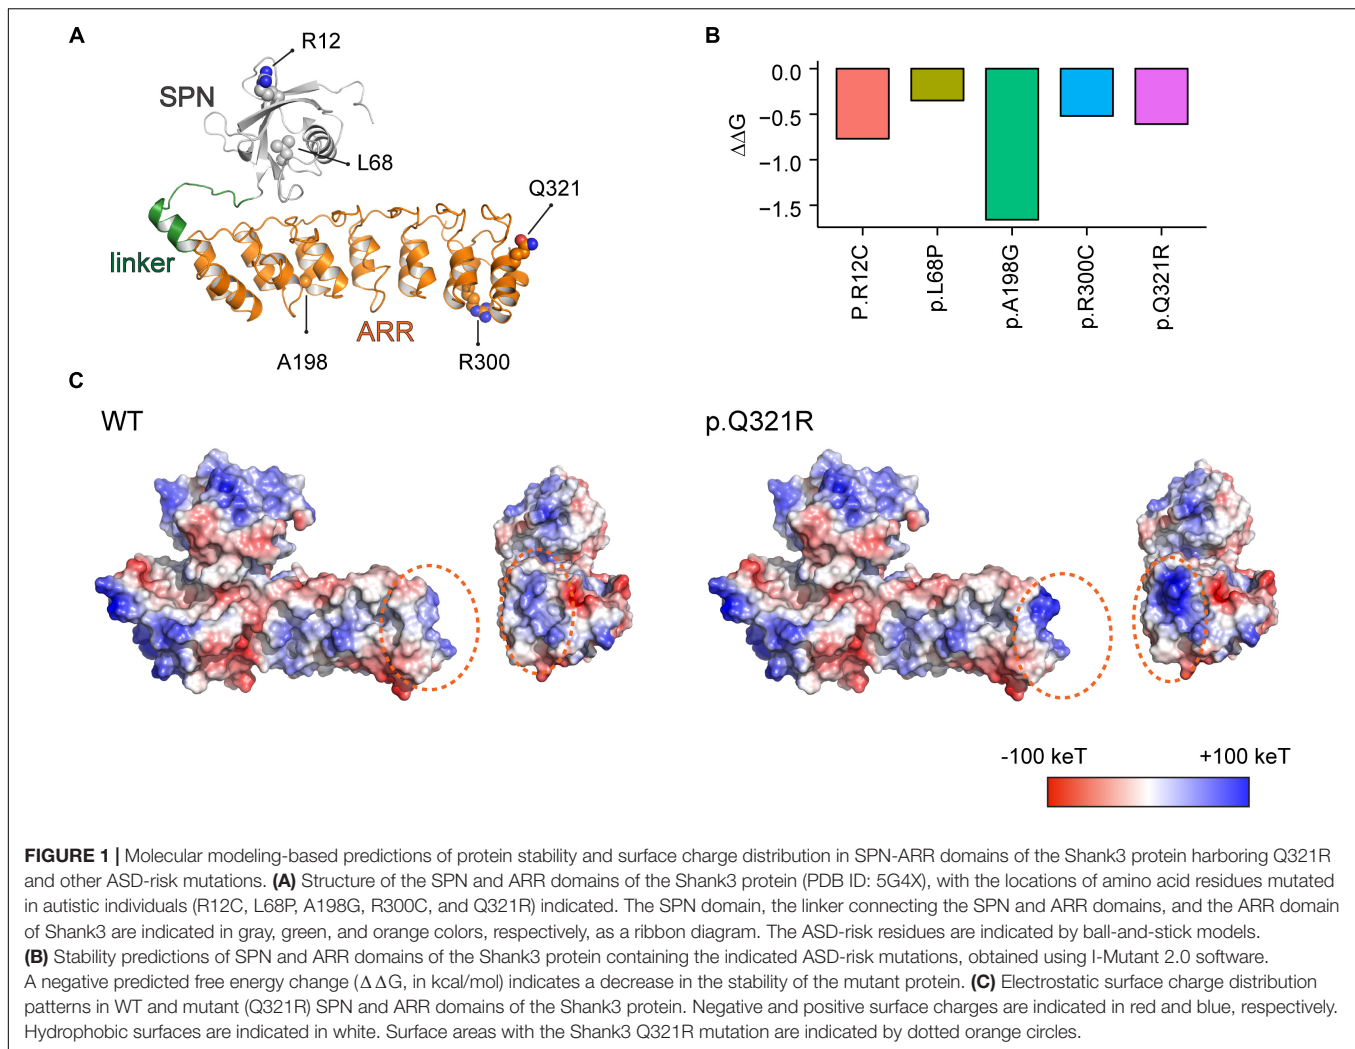 A
R12
SPN
L68
Q321
linker
ARR
A198
R300
B
ΔΔG
0.0
−0.5
−1.0
−1.5
P.R12C
p.L68P
p.A198G
p.R300C
p.Q321R
C
WT
p.Q321R
-100 keT
+100 keT
FIGURE 1 | Molecular modeling-based predictions of protein stability and surface charge distribution in SPN-ARR domains of the Shank3 protein harboring Q321R
and other ASD-risk mutations. (A) Structure of the SPN and ARR domains of the Shank3 protein (PDB ID: 5G4X), with the locations of amino acid residues mutated
in autistic individuals (R12C, L68P, A198G, R300C, and Q321R) indicated. The SPN domain, the linker connecting the SPN and ARR domains, and the ARR domain
of Shank3 are indicated in gray, green, and orange colors, respectively, as a ribbon diagram. The ASD-risk residues are indicated by ball-and-stick models.
(B) Stability predictions of SPN and ARR domains of the Shank3 protein containing the indicated ASD-risk mutations, obtained using I-Mutant 2.0 software.
A negative predicted free energy change (ΔΔG, in kcal/mol) indicates a decrease in the stability of the mutant protein. (C) Electrostatic surface charge distribution
patterns in WT and mutant (Q321R) SPN and ARR domains of the Shank3 protein. Negative and positive surface charges are indicated in red and blue, respectively.
Hydrophobic surfaces are indicated in white. Surface areas with the Shank3 Q321R mutation are indicated by dotted orange circles.